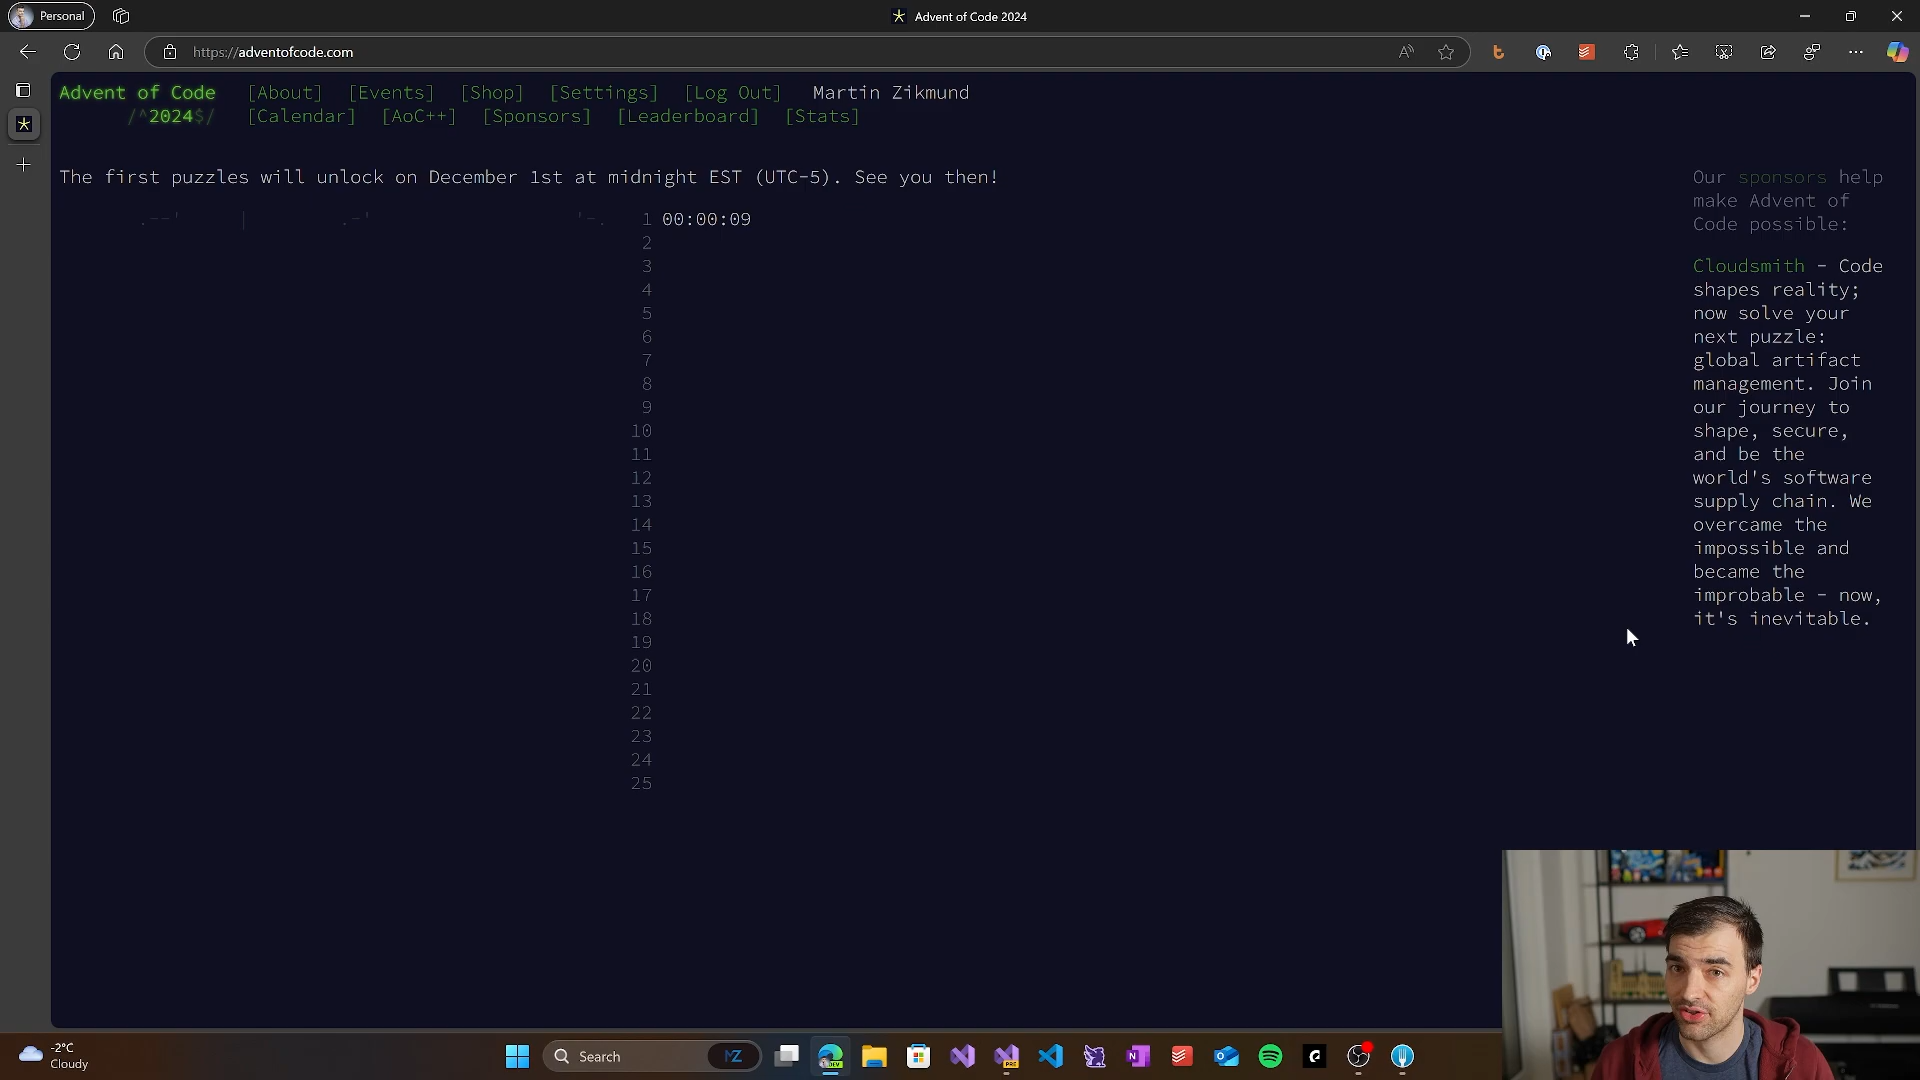 Personal
Advent of Code 2024
https://adventofcode.com
Advent of Code [About] [Events] [Shop] [Settings] [Log Out] Martin Zikmund
/^2024$/ [Calendar] [AoC++] [Sponsors] [Leaderboard] [Stats]
The first puzzles will unlock on December 1st at midnight EST (UTC-5). See you then!
.--' | .-' '-. 1 00:00:09
2
3
4
5
6
7
8
9
10
11
12
13
14
15
16
17
18
19
20
21
22
23
24
25
Our sponsors help
make Advent of
Code possible:
Cloudsmith - Code
shapes reality;
now solve your
next puzzle:
global artifact
management. Join
our journey to
shape, secure,
and be the
world's software
supply chain. We
overcame the
impossible and
became the
improbable - now,
it's inevitable.
-2°C
Cloudy
Search
MZ
DEV
PRE
N